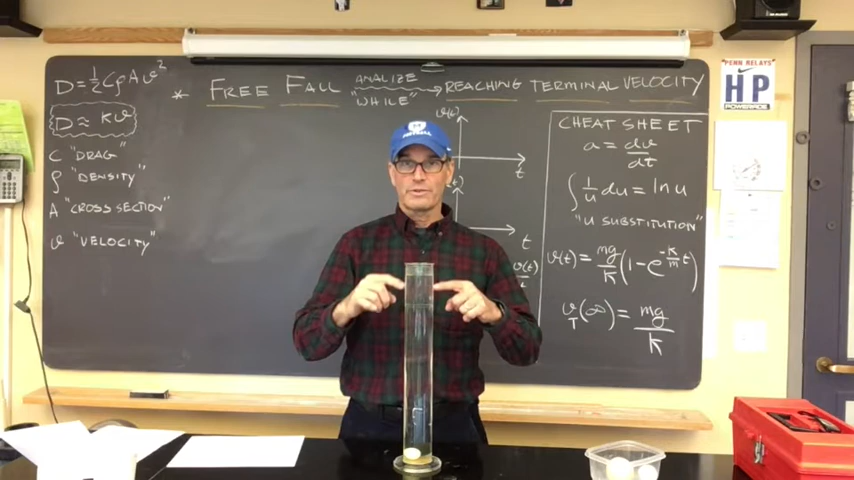 D = ½CρAv²
D ≈ Kv
C "DRAG"
ρ "DENSITY"
A "CROSS SECTION"
v "VELOCITY"
* FREE FALL ANALIZE "WHILE" REACHING TERMINAL VELOCITY
v(t)
t
t
CHEAT SHEET
a = dv/dt
∫ 1/u du = ln u
"U SUBSTITUTION"
v(t) = mg/K (1 - e^(-K/m t))
v_T(∞) = mg/K
PENN RELAYS
HP